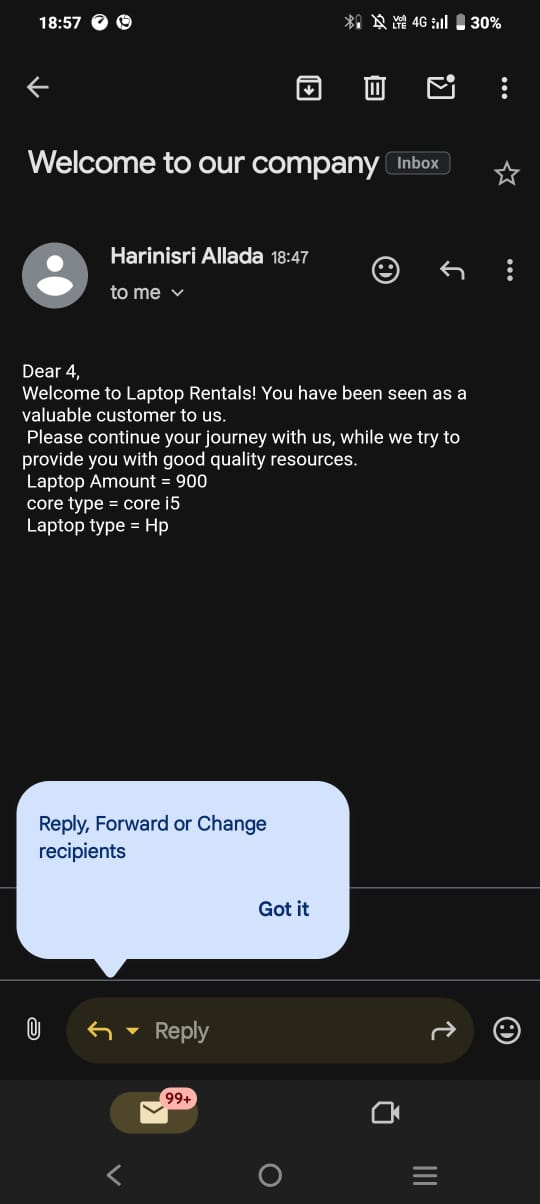 18:57
Vo)) LTE 4G 30%
Welcome to our company Inbox
Harinisri Allada 18:47
to me
Dear 4,
Welcome to Laptop Rentals! You have been seen as a
valuable customer to us.
Please continue your journey with us, while we try to
provide you with good quality resources.
Laptop Amount = 900
core type = core i5
Laptop type = Hp
Reply, Forward or Change
recipients
Got it
Reply
99+